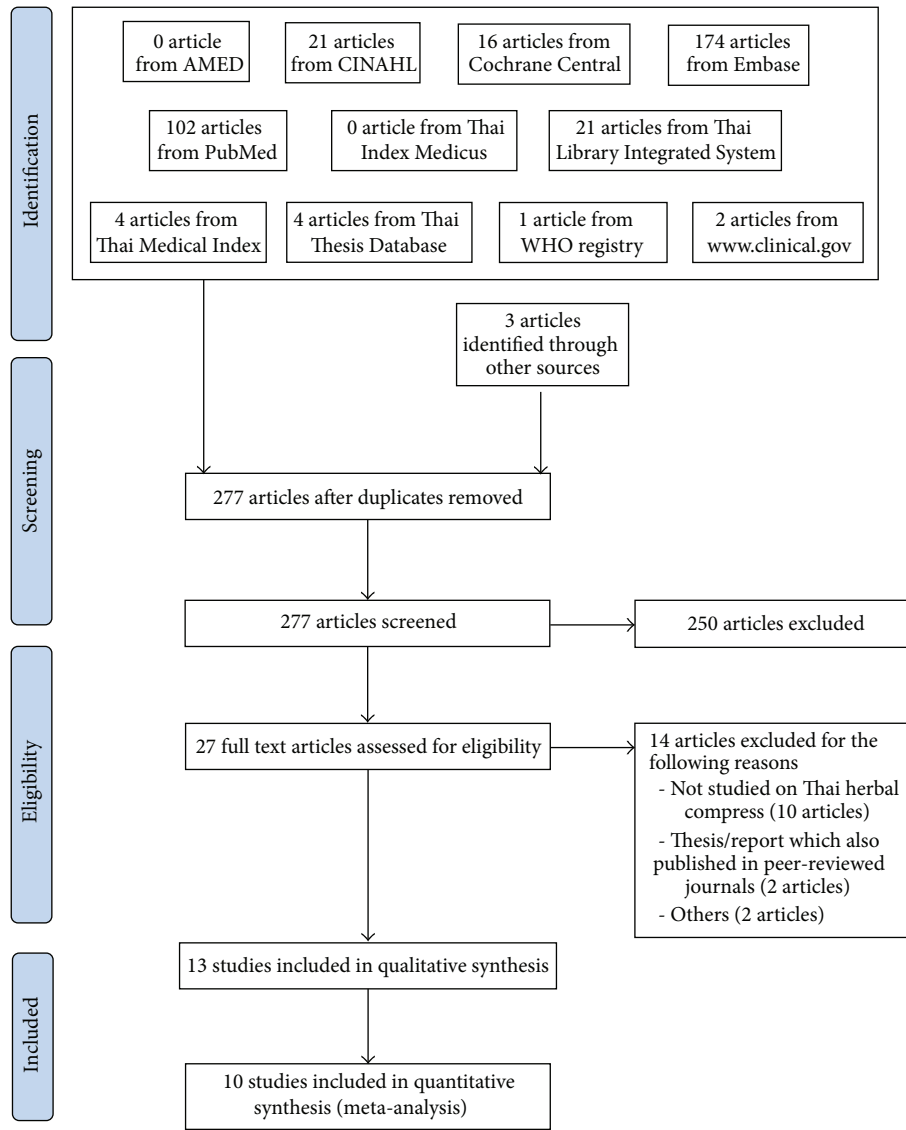 Identification
0 article
from AMED
21 articles
from CINAHL
16 articles from
Cochrane Central
174 articles
from Embase
102 articles
from PubMed
0 article from Thai
Index Medicus
21 articles from Thai
Library Integrated System
4 articles from
Thai Medical Index
4 articles from Thai
Thesis Database
1 article from
WHO registry
2 articles from
www.clinical.gov
3 articles
identified through
other sources
Screening
277 articles after duplicates removed
277 articles screened
250 articles excluded
Eligibility
27 full text articles assessed for eligibility
14 articles excluded for the
following reasons
- Not studied on Thai herbal
compress (10 articles)
- Thesis/report which also
published in peer-reviewed
journals (2 articles)
- Others (2 articles)
Included
13 studies included in qualitative synthesis
10 studies included in quantitative
synthesis (meta-analysis)